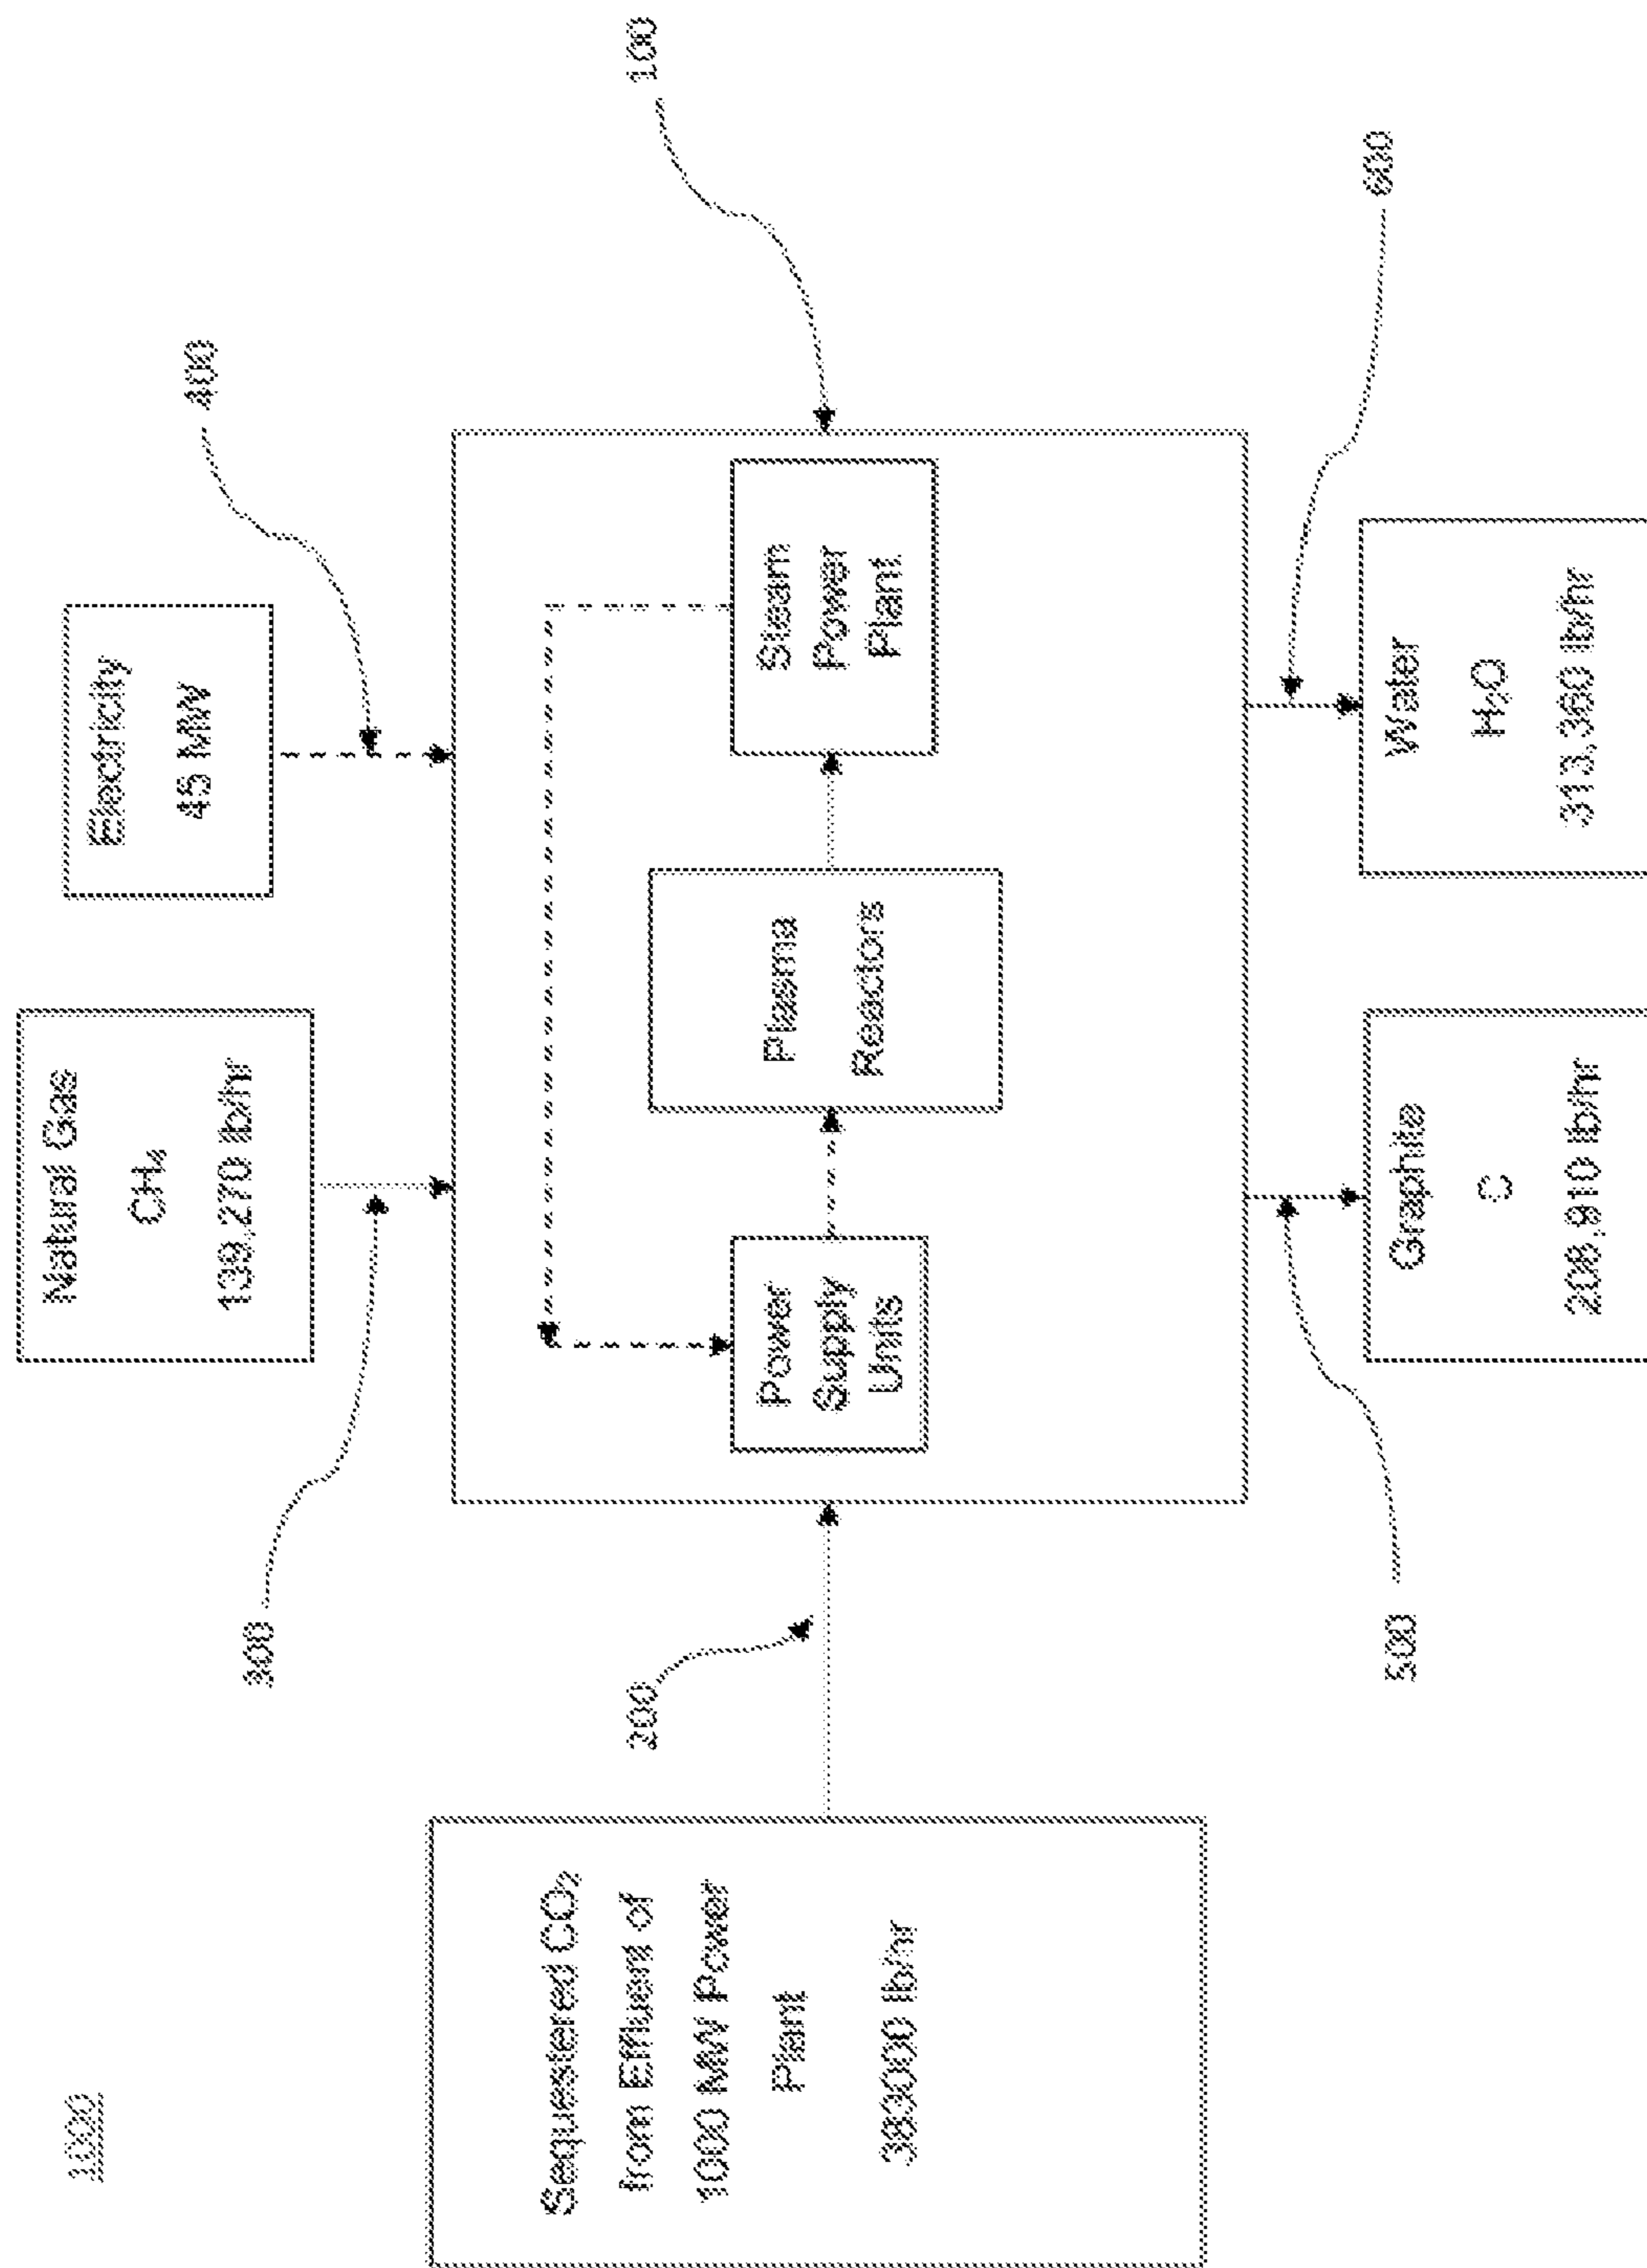 1000
Natural Gas
CH₄
139,270 lb/hr
Electricity
45 MW
300
400
100
200
Sequestered CO₂
from Effluent of
1000 MW Power
Plant
383000 lb/hr
Power
Supply
Units
Plasma
Reactors
Steam
Power
Plant
500
600
Graphite
C
208,910 lb/hr
Water
H₂O
313,360 lb/hr